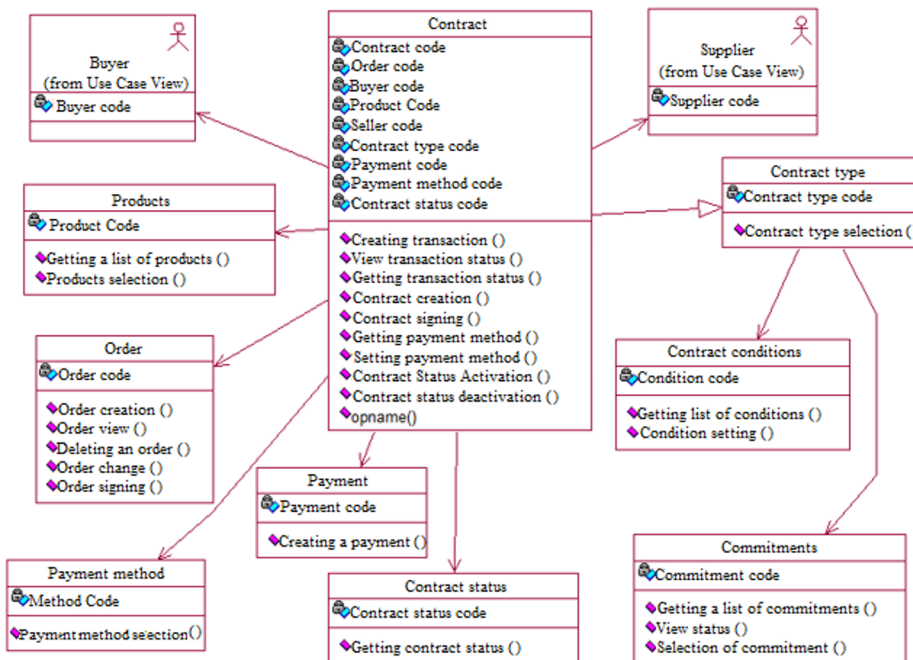 Buyer
(from Use Case View)
Buyer code
Contract
Contract code
Order code
Buyer code
Product Code
Seller code
Contract type code
Payment code
Payment method code
Contract status code
Creating transaction ()
View transaction status ()
Getting transaction status ()
Contract creation ()
Contract signing ()
Getting payment method ()
Setting payment method ()
Contract Status Activation ()
Contract status deactivation ()
opname()
Supplier
(from Use Case View)
Supplier code
Products
Product Code
Getting a list of products ()
Products selection ()
Contract type
Contract type code
Contract type selection ()
Order
Order code
Order creation ()
Order view ()
Deleting an order ()
Order change ()
Order signing ()
Contract conditions
Condition code
Getting list of conditions ()
Condition setting ()
Payment
Payment code
Creating a payment ()
Payment method
Method Code
Payment method selection()
Contract status
Contract status code
Getting contract status ()
Commitments
Commitment code
Getting a list of commitments ()
View status ()
Selection of commitment ()